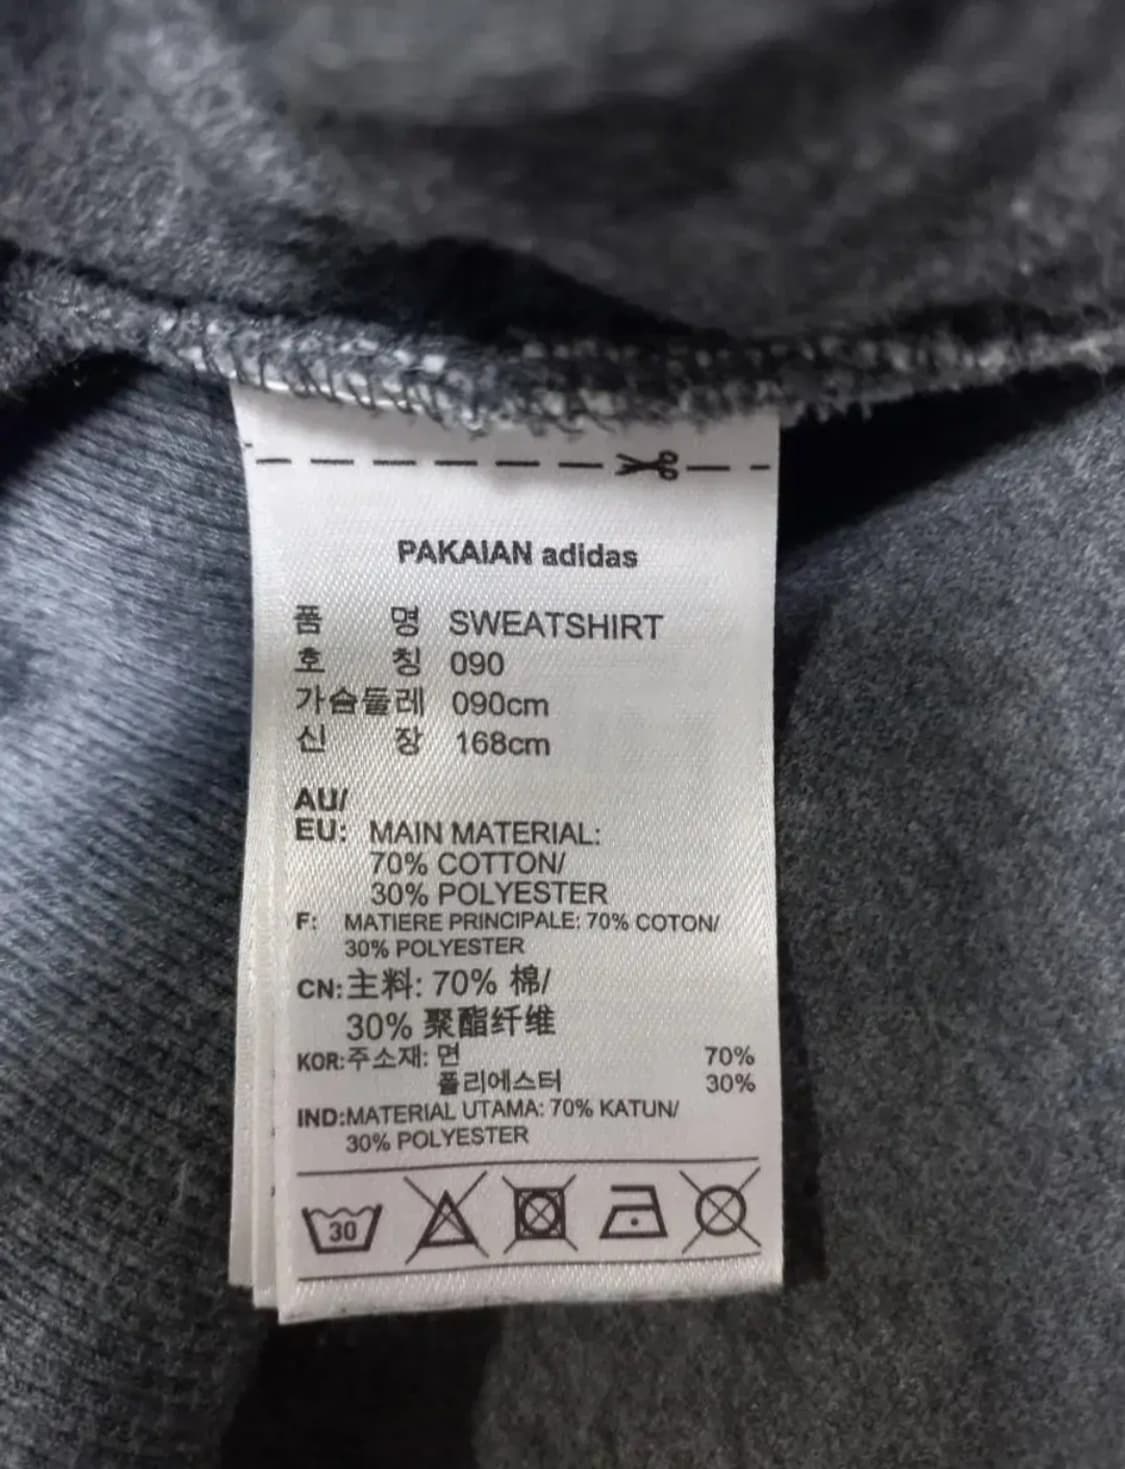 PAKAIAN adidas
품 명 SWEATSHIRT
호 칭 090
가슴둘레 090cm
신 장 168cm
AU/
EU: MAIN MATERIAL:
70% COTTON/
30% POLYESTER
F: MATIERE PRINCIPALE: 70% COTON/
30% POLYESTER
CN:主料: 70% 棉/
30% 聚酯纤维
KOR:주소재: 면 70%
폴리에스터 30%
IND:MATERIAL UTAMA: 70% KATUN/
30% POLYESTER
30